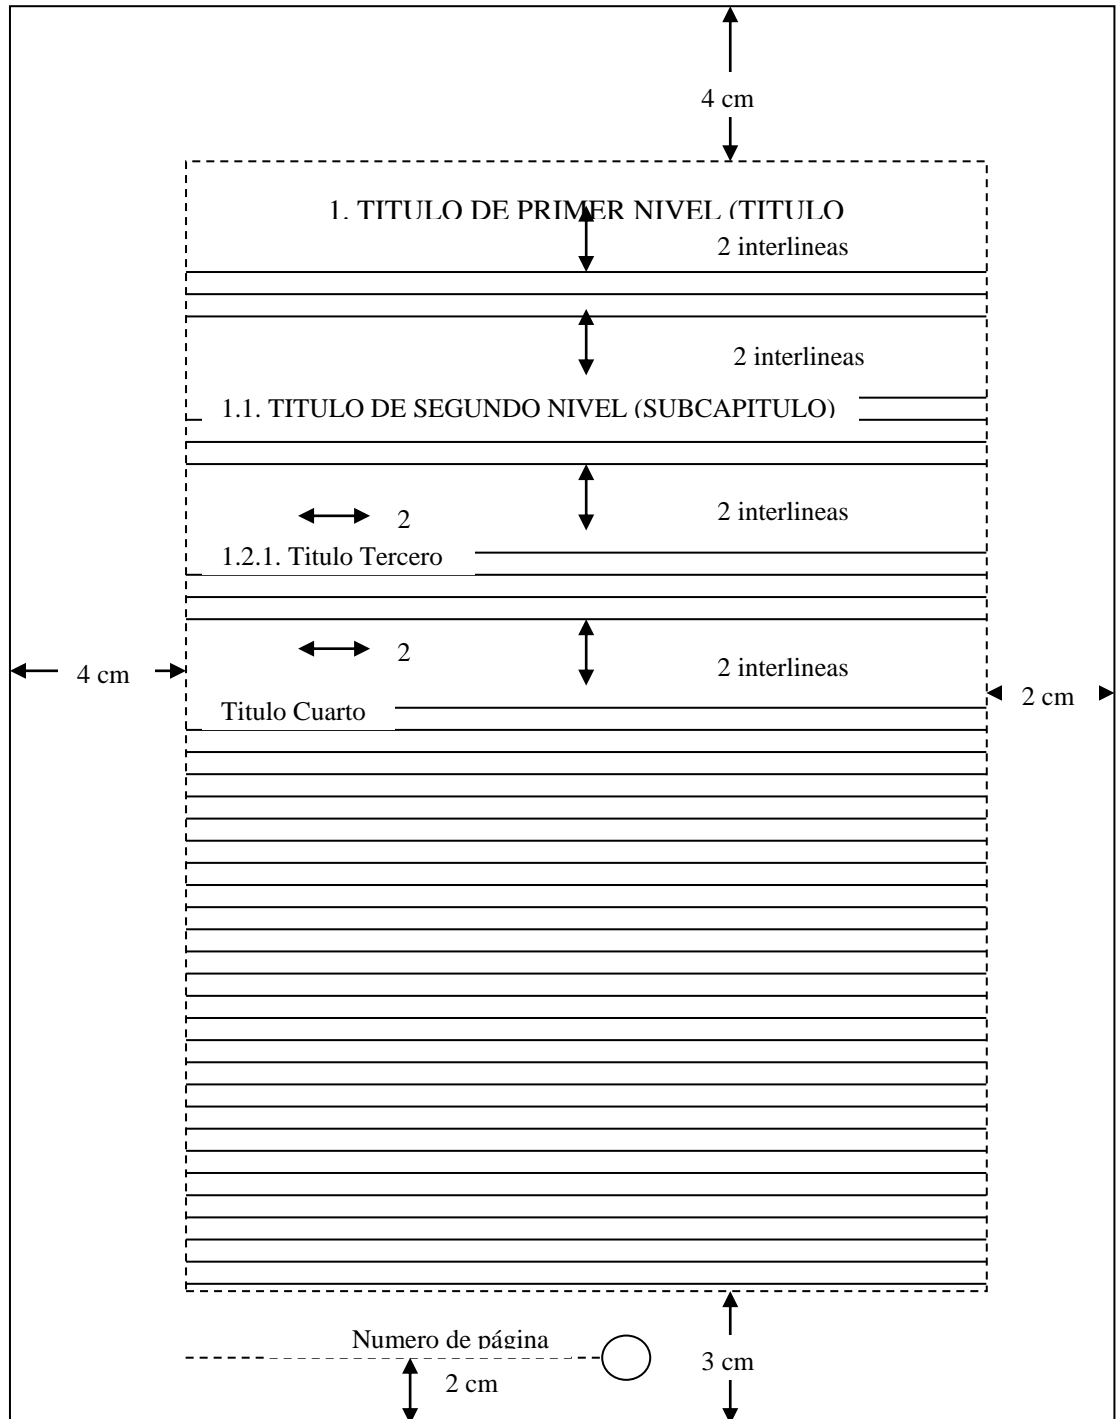 4 cm
1. TITULO DE PRIMER NIVEL (TITULO
2 interlineas
2 interlineas
1.1. TITULO DE SEGUNDO NIVEL (SUBCAPITULO)
2
2 interlineas
1.2.1. Titulo Tercero
2
2 interlineas
4 cm
2 cm
Titulo Cuarto
Numero de página
3 cm
2 cm